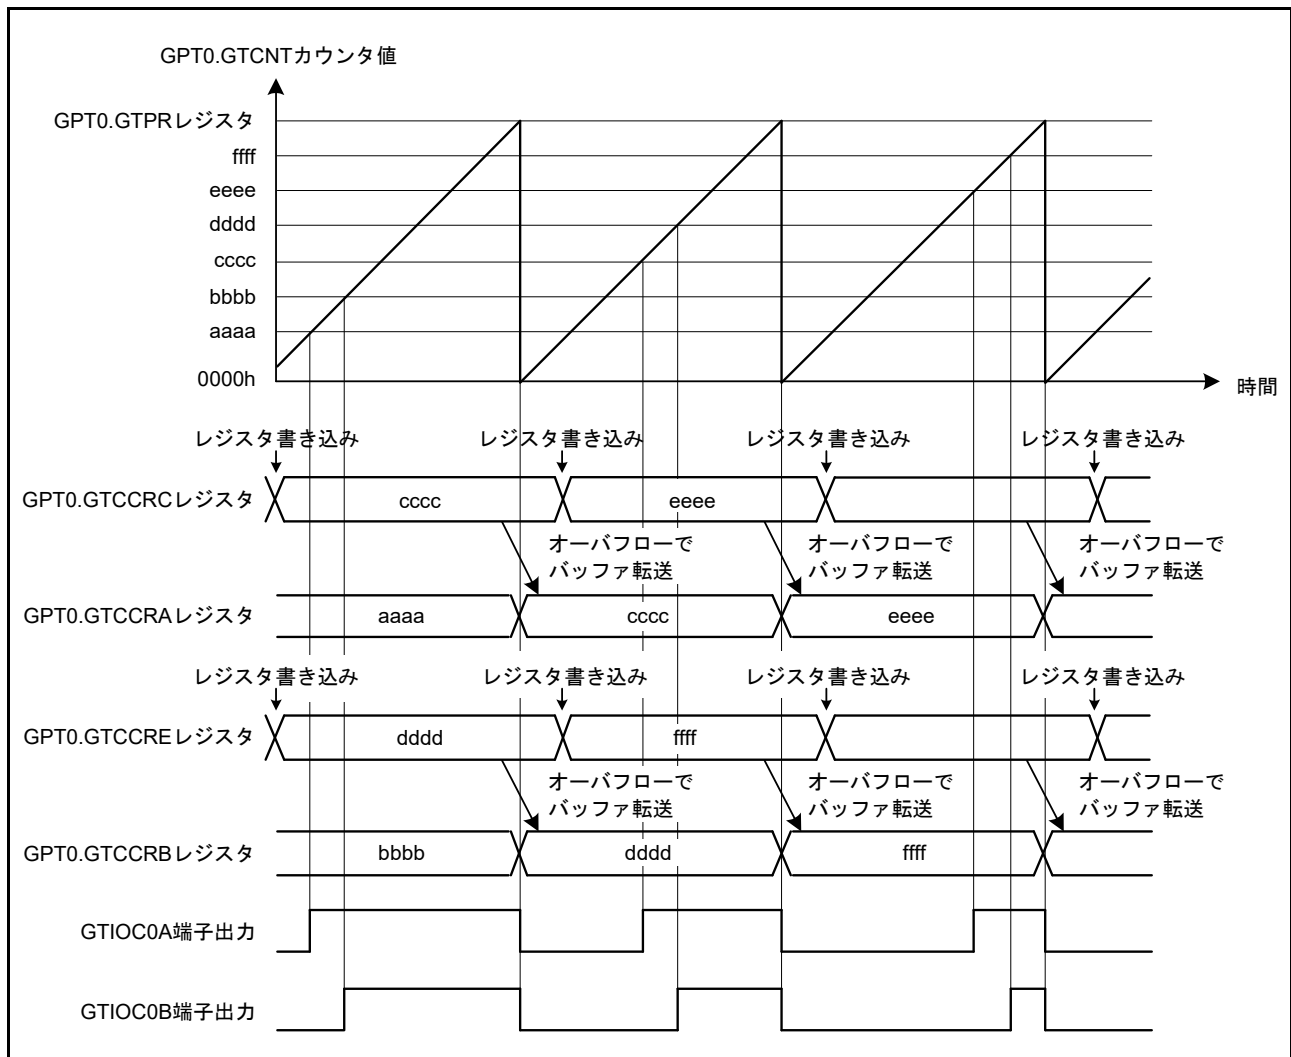 GPT0.GTCNTカウンタ値
GPT0.GTPRレジスタ
ffff
eeee
dddd
cccc
bbbb
aaaa
0000h
時間
レジスタ書き込み レジスタ書き込み レジスタ書き込み レジスタ書き込み
GPT0.GTCCRCレジスタ cccc eeee
オーバフローで オーバフローで オーバフローで
バッファ転送 バッファ転送 バッファ転送
GPT0.GTCCRAレジスタ aaaa cccc eeee
レジスタ書き込み レジスタ書き込み レジスタ書き込み レジスタ書き込み
GPT0.GTCCREレジスタ dddd ffff
オーバフローで オーバフローで オーバフローで
バッファ転送 バッファ転送 バッファ転送
GPT0.GTCCRBレジスタ bbbb dddd ffff
GTIOC0A端子出力
GTIOC0B端子出力